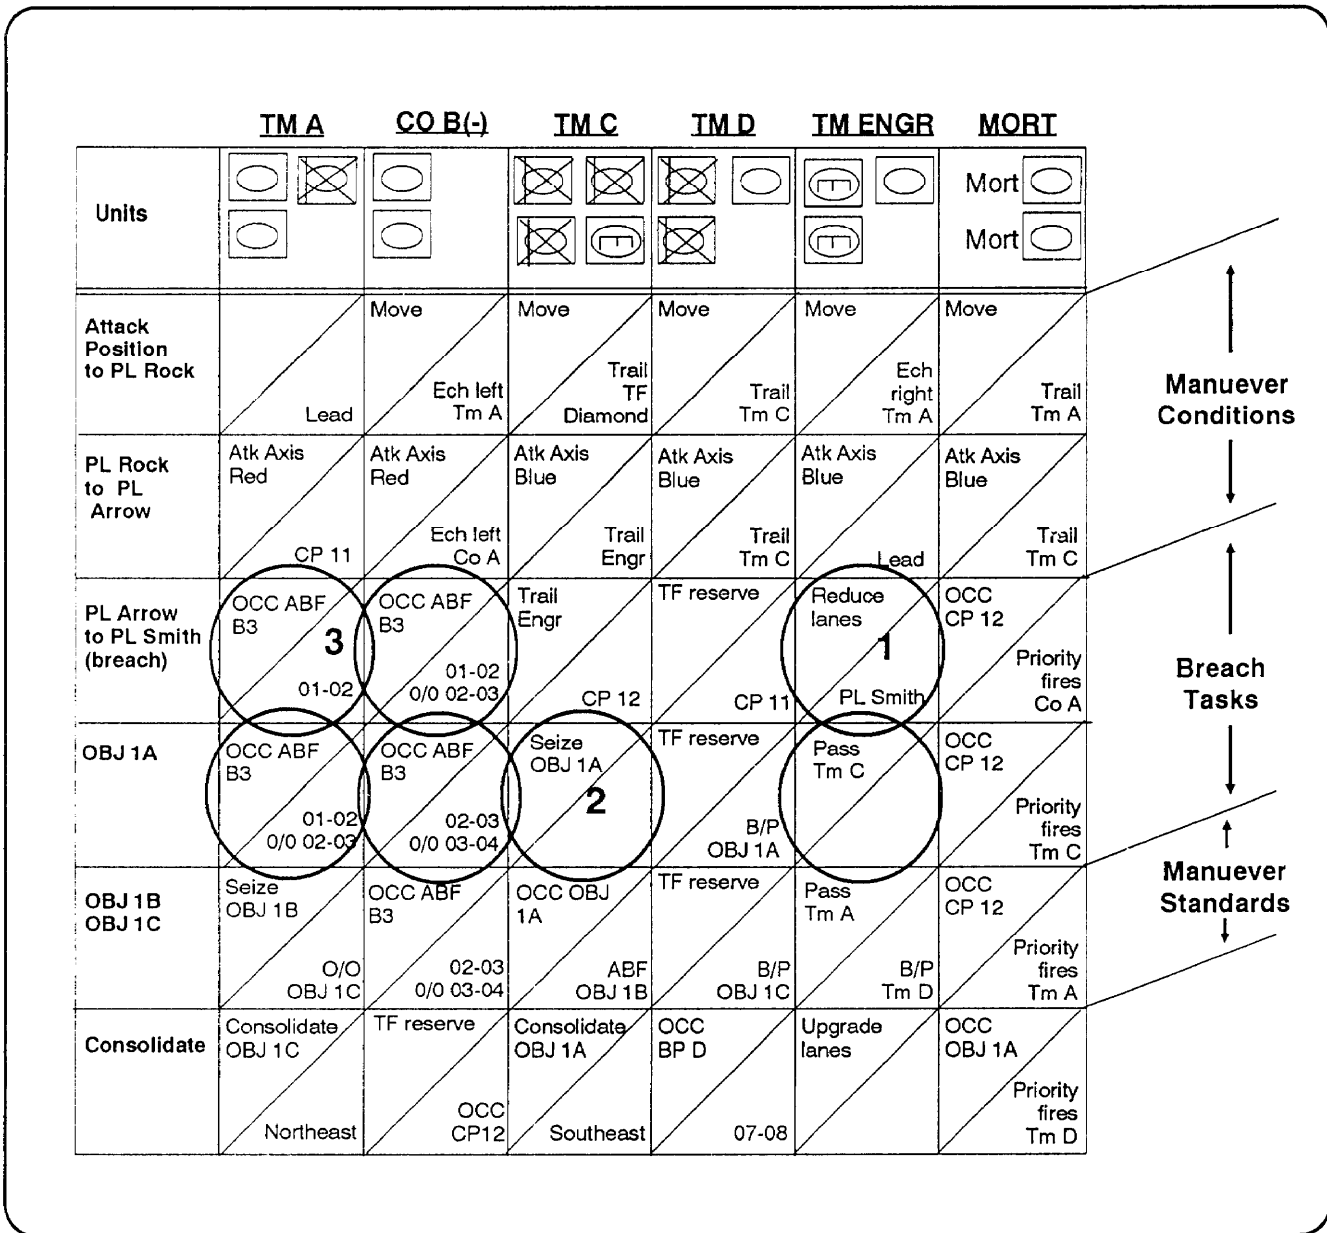 TM A CO B(-) TM C TM D TM ENGR MORT
Units
Mort
Mort
Attack
Position
to PL Rock
Lead
Move
Ech left
Tm A
Move
Trail
TF
Diamond
Move
Trail
Tm C
Move
Ech
right
Tm A
Move
Trail
Tm A
PL Rock
to PL
Arrow
Atk Axis
Red
CP 11
Atk Axis
Red
Ech left
Co A
Atk Axis
Blue
Trail
Engr
Atk Axis
Blue
Trail
Tm C
Atk Axis
Blue
Lead
Atk Axis
Blue
Trail
Tm C
PL Arrow
to PL Smith
(breach)
OCC ABF
B3
3
01-02
OCC ABF
B3
01-02
0/0 02-03
Trail
Engr
CP 12
TF reserve
CP 11
Reduce
lanes
1
PL Smith
OCC
CP 12
Priority
fires
Co A
OBJ 1A
OCC ABF
B3
01-02
0/0 02-03
OCC ABF
B3
02-03
0/0 03-04
Seize
OBJ 1A
2
TF reserve
B/P
OBJ 1A
Pass
Tm C
OCC
CP 12
Priority
fires
Tm C
OBJ 1B
OBJ 1C
Seize
OBJ 1B
O/O
OBJ 1C
OCC ABF
B3
02-03
0/0 03-04
OCC OBJ
1A
ABF
OBJ 1B
TF reserve
B/P
OBJ 1C
Pass
Tm A
B/P
Tm D
OCC
CP 12
Priority
fires
Tm A
Consolidate
Consolidate
OBJ 1C
Northeast
TF reserve
OCC
CP12
Consolidate
OBJ 1A
Southeast
OCC
BP D
07-08
Upgrade
lanes
OCC
OBJ 1A
Priority
fires
Tm D
Manuever
Conditions
Breach
Tasks
Manuever
Standards